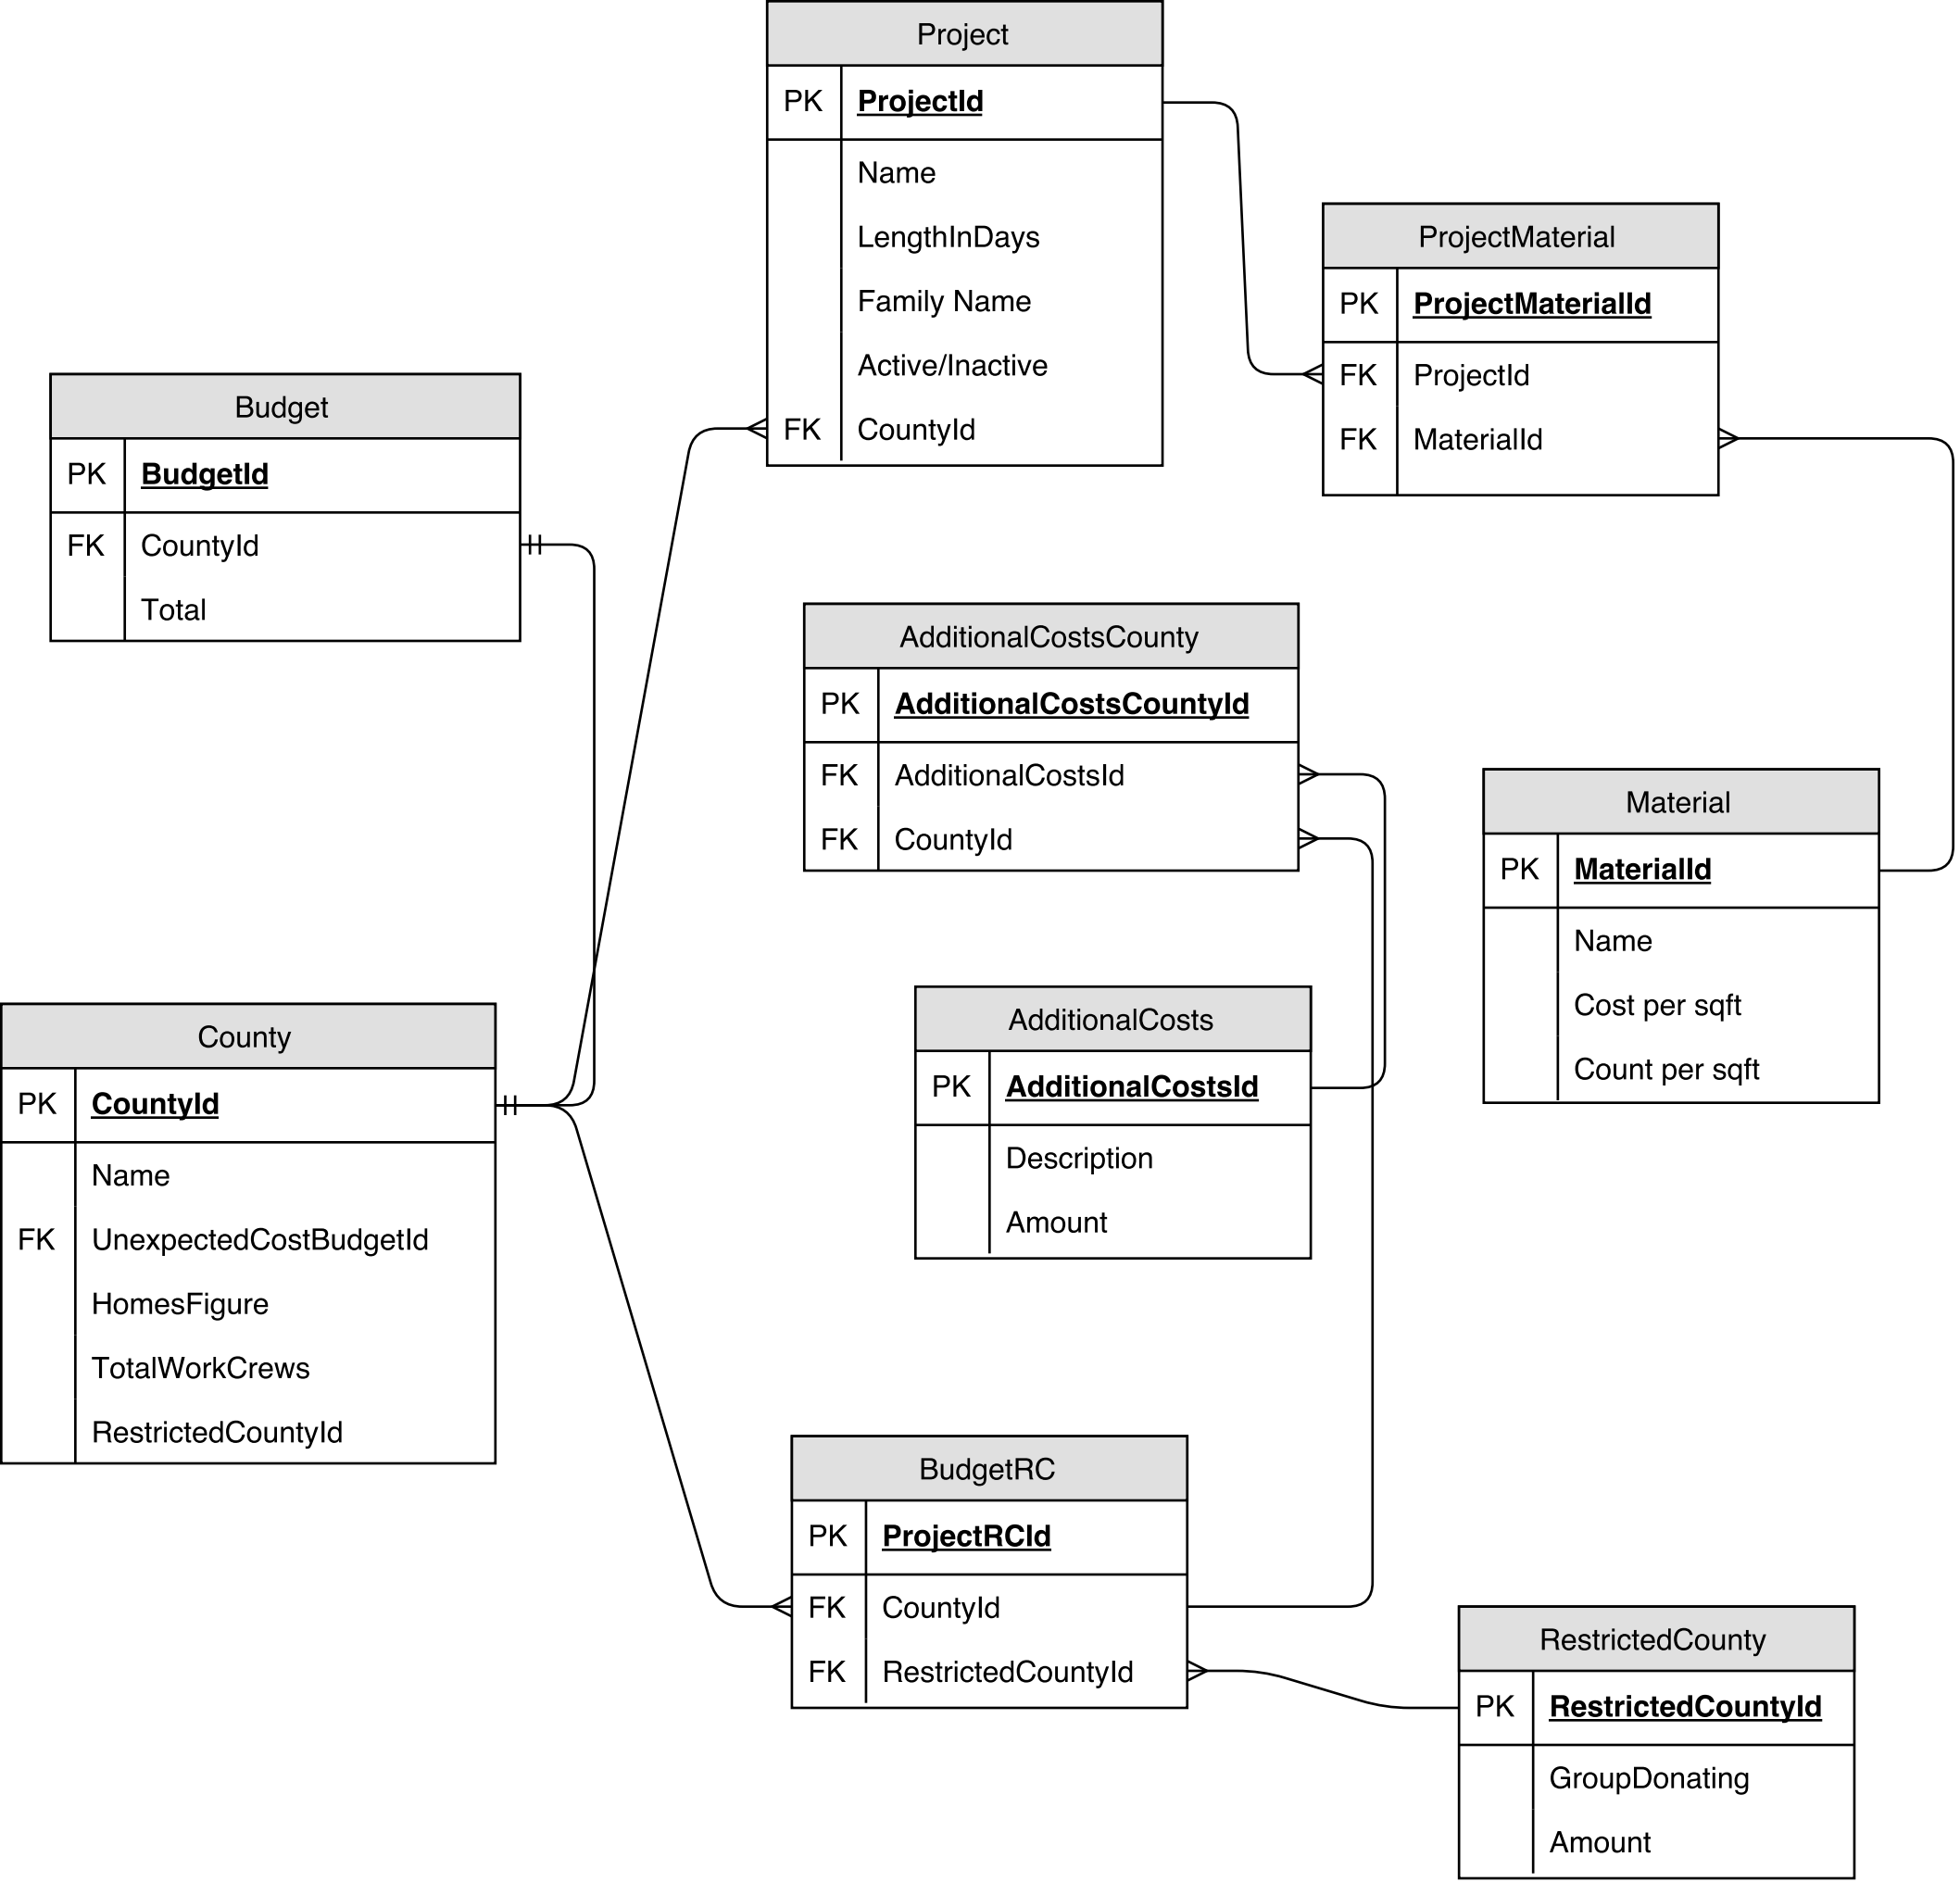 Project
PK ProjectId
Name
LengthInDays
Family Name
Active/Inactive
FK CountyId
ProjectMaterial
PK ProjectMaterialId
FK ProjectId
FK MaterialId
Budget
PK BudgetId
FK CountyId
Total
AdditionalCostsCounty
PK AdditionalCostsCountyId
FK AdditionalCostsId
FK CountyId
Material
PK MaterialId
Name
Cost per sqft
Count per sqft
County
PK CountyId
Name
FK UnexpectedCostBudgetId
HomesFigure
TotalWorkCrews
RestrictedCountyId
AdditionalCosts
PK AdditionalCostsId
Description
Amount
BudgetRC
PK ProjectRCId
FK CountyId
FK RestrictedCountyId
RestrictedCounty
PK RestrictedCountyId
GroupDonating
Amount